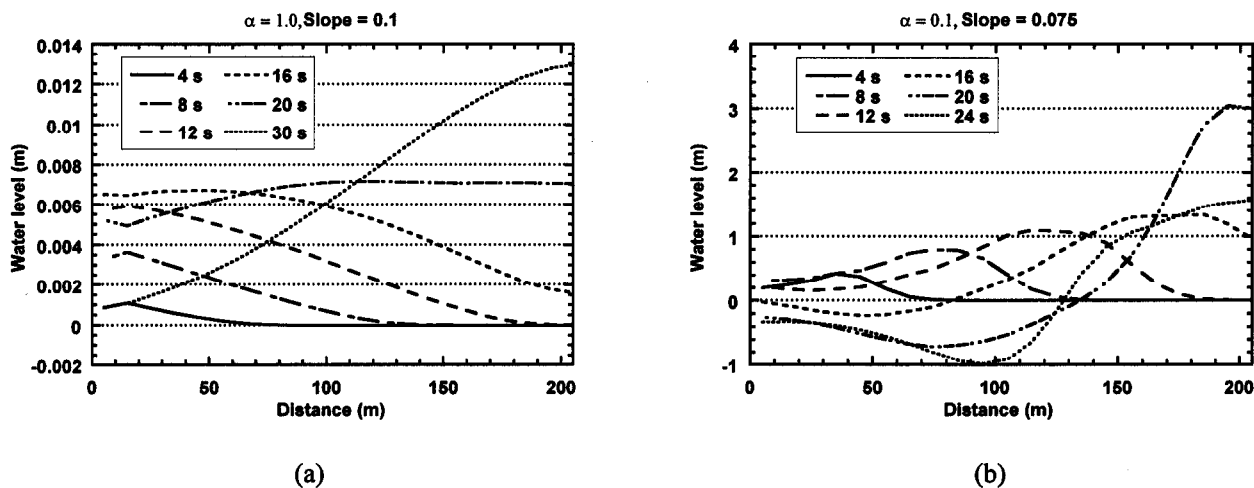 α = 1.0, Slope = 0.1
0.014
0.012
0.01
0.008
0.006
0.004
0.002
0
-0.002
Water level (m)
4 s
8 s
12 s
16 s
20 s
30 s
0 50 100 150 200
Distance (m)
(a)
α = 0.1, Slope = 0.075
4
3
2
1
0
-1
Water level (m)
4 s
8 s
12 s
16 s
20 s
24 s
0 50 100 150 200
Distance (m)
(b)